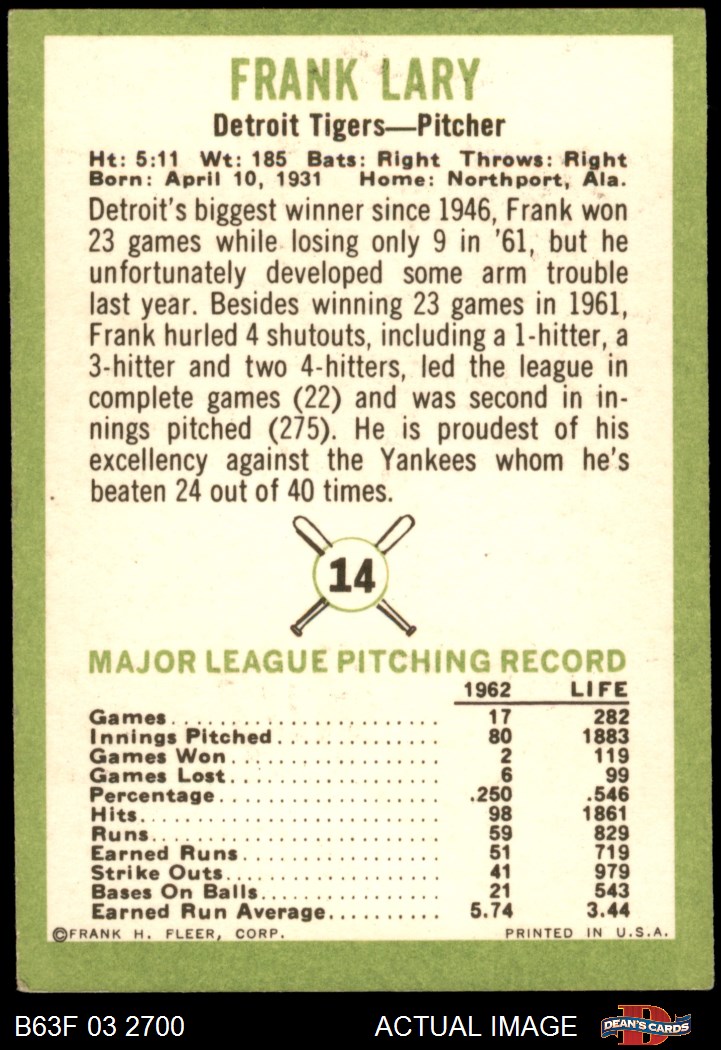 FRANK LARY
Detroit Tigers—Pitcher
Ht: 5:11 Wt: 185 Bats: Right Throws: Right
Born: April 10, 1931 Home: Northport, Ala.
Detroit's biggest winner since 1946, Frank won
23 games while losing only 9 in '61, but he
unfortunately developed some arm trouble
last year. Besides winning 23 games in 1961,
Frank hurled 4 shutouts, including a 1-hitter, a
3-hitter and two 4-hitters, led the league in
complete games (22) and was second in in-
nings pitched (275). He is proudest of his
excellency against the Yankees whom he's
beaten 24 out of 40 times.
14
MAJOR LEAGUE PITCHING RECORD
1962 LIFE
Games 17 282
Innings Pitched 80 1883
Games Won 2 119
Games Lost 6 99
Percentage .250 .546
Hits 98 1861
Runs 59 829
Earned Runs 51 719
Strike Outs 41 979
Bases On Balls 21 543
Earned Run Average 5.74 3.44
©FRANK H. FLEER, CORP. PRINTED IN U.S.A.
B63F 03 2700 ACTUAL IMAGE D DEAN'S CARDS